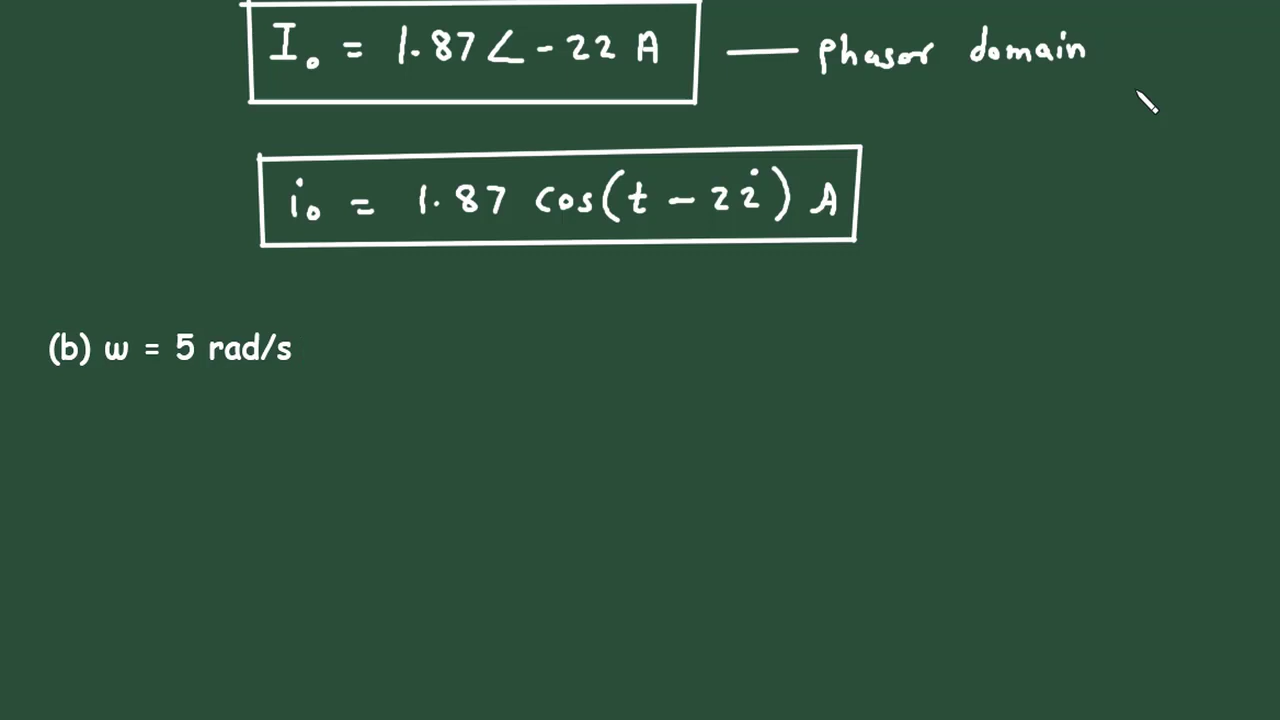 I₀ = 1.87∠-22 A — phasor domain
i₀ = 1.87 cos(t - 22°) A
(b) w = 5 rad/s